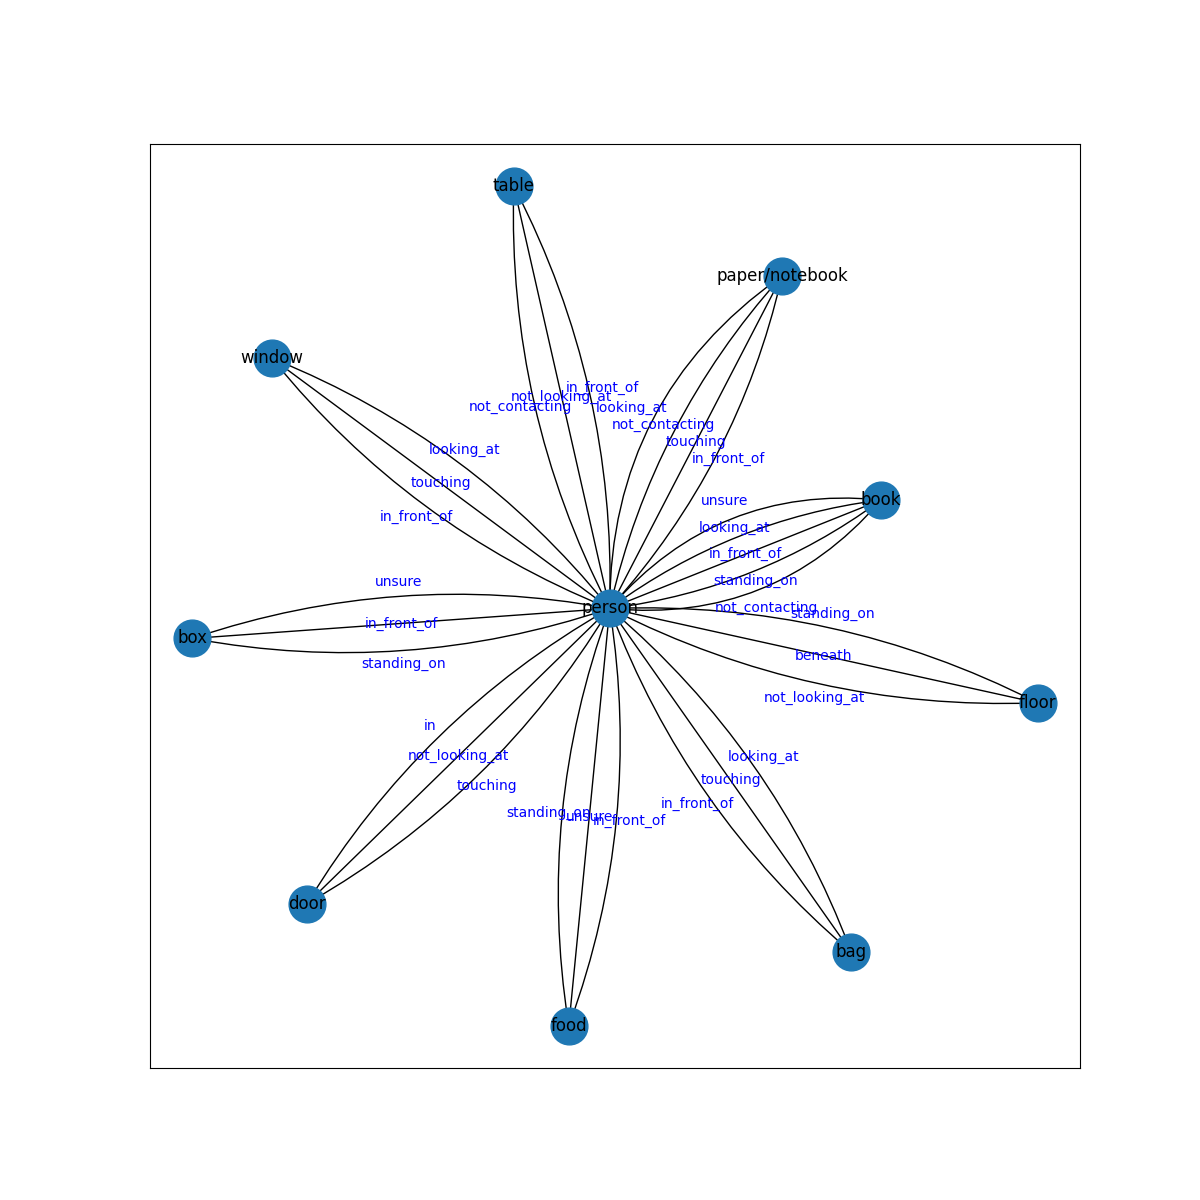 table
paper/notebook
window
in_front_of
not_looking_at
not_contacting
looking_at
not_contacting
touching
in_front_of
looking_at
touching
in_front_of
book
unsure
looking_at
in_front_of
standing_on
not_contacting
person
unsure
in_front_of
standing_on
box
standing_on
beneath
not_looking_at
floor
in
not_looking_at
touching
door
looking_at
touching
in_front_of
bag
standing_on
unsure
in_front_of
food